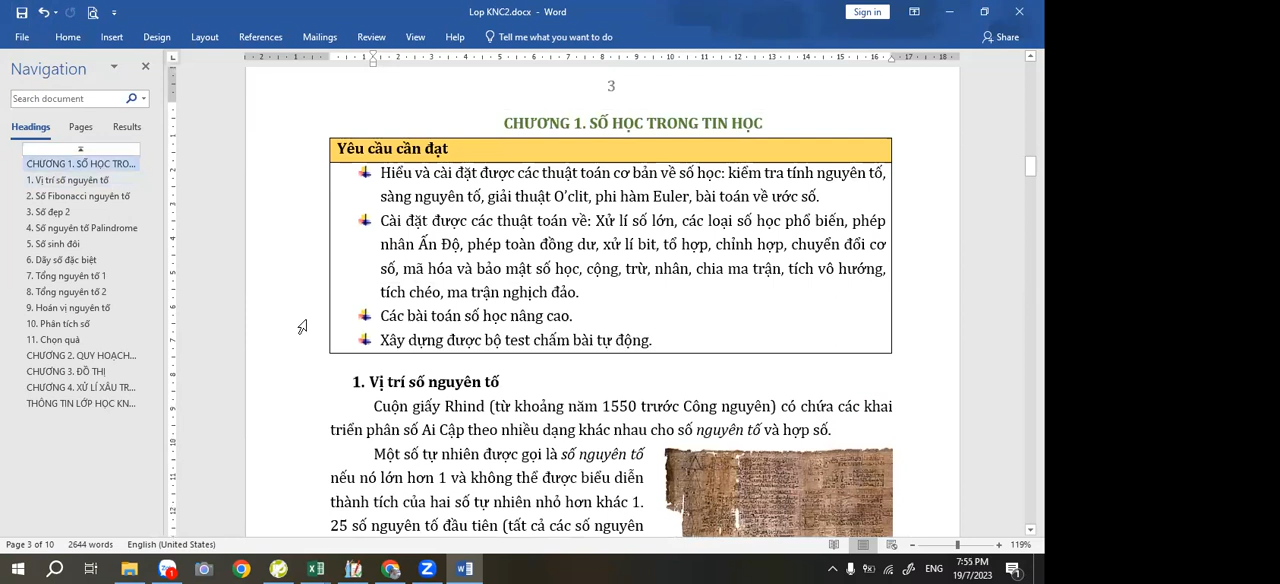 Lop KNC2.docx - Word
Sign in
File Home Insert Design Layout References Mailings Review View Help Tell me what you want to do Share
Navigation
Search document
Headings Pages Results
CHƯƠNG 1. SỐ HỌC TRO...
1. Vị trí số nguyên tố
2. Số Fibonacci nguyên tố
3. Số đẹp 2
4. Số nguyên tố Palindrome
5. Số sinh đôi
6. Dãy số đặc biệt
7. Tổng nguyên tố 1
8. Tổng nguyên tố 2
9. Hoán vị nguyên tố
10. Phân tích số
11. Chọn quà
CHƯƠNG 2. QUY HOẠCH...
CHƯƠNG 3. ĐỒ THỊ
CHƯƠNG 4. XỬ LÍ XÂU TR...
THÔNG TIN LỚP HỌC KN...
3
CHƯƠNG 1. SỐ HỌC TRONG TIN HỌC
Yêu cầu cần đạt
Hiểu và cài đặt được các thuật toán cơ bản về số học: kiểm tra tính nguyên tố,
sàng nguyên tố, giải thuật O’clit, phi hàm Euler, bài toán về ước số.
Cài đặt được các thuật toán về: Xử lí số lớn, các loại số học phổ biến, phép
nhân Ấn Độ, phép toán đồng dư, xử lí bit, tổ hợp, chỉnh hợp, chuyển đổi cơ
số, mã hóa và bảo mật số học, cộng, trừ, nhân, chia ma trận, tích vô hướng,
tích chéo, ma trận nghịch đảo.
Các bài toán số học nâng cao.
Xây dựng được bộ test chấm bài tự động.
1. Vị trí số nguyên tố
Cuộn giấy Rhind (từ khoảng năm 1550 trước Công nguyên) có chứa các khai
triển phân số Ai Cập theo nhiều dạng khác nhau cho số nguyên tố và hợp số.
Một số tự nhiên được gọi là số nguyên tố
nếu nó lớn hơn 1 và không thể được biểu diễn
thành tích của hai số tự nhiên nhỏ hơn khác 1.
25 số nguyên tố đầu tiên (tất cả các số nguyên
Page 3 of 10 2644 words English (United States) 119%
ENG
7:55 PM
19/7/2023